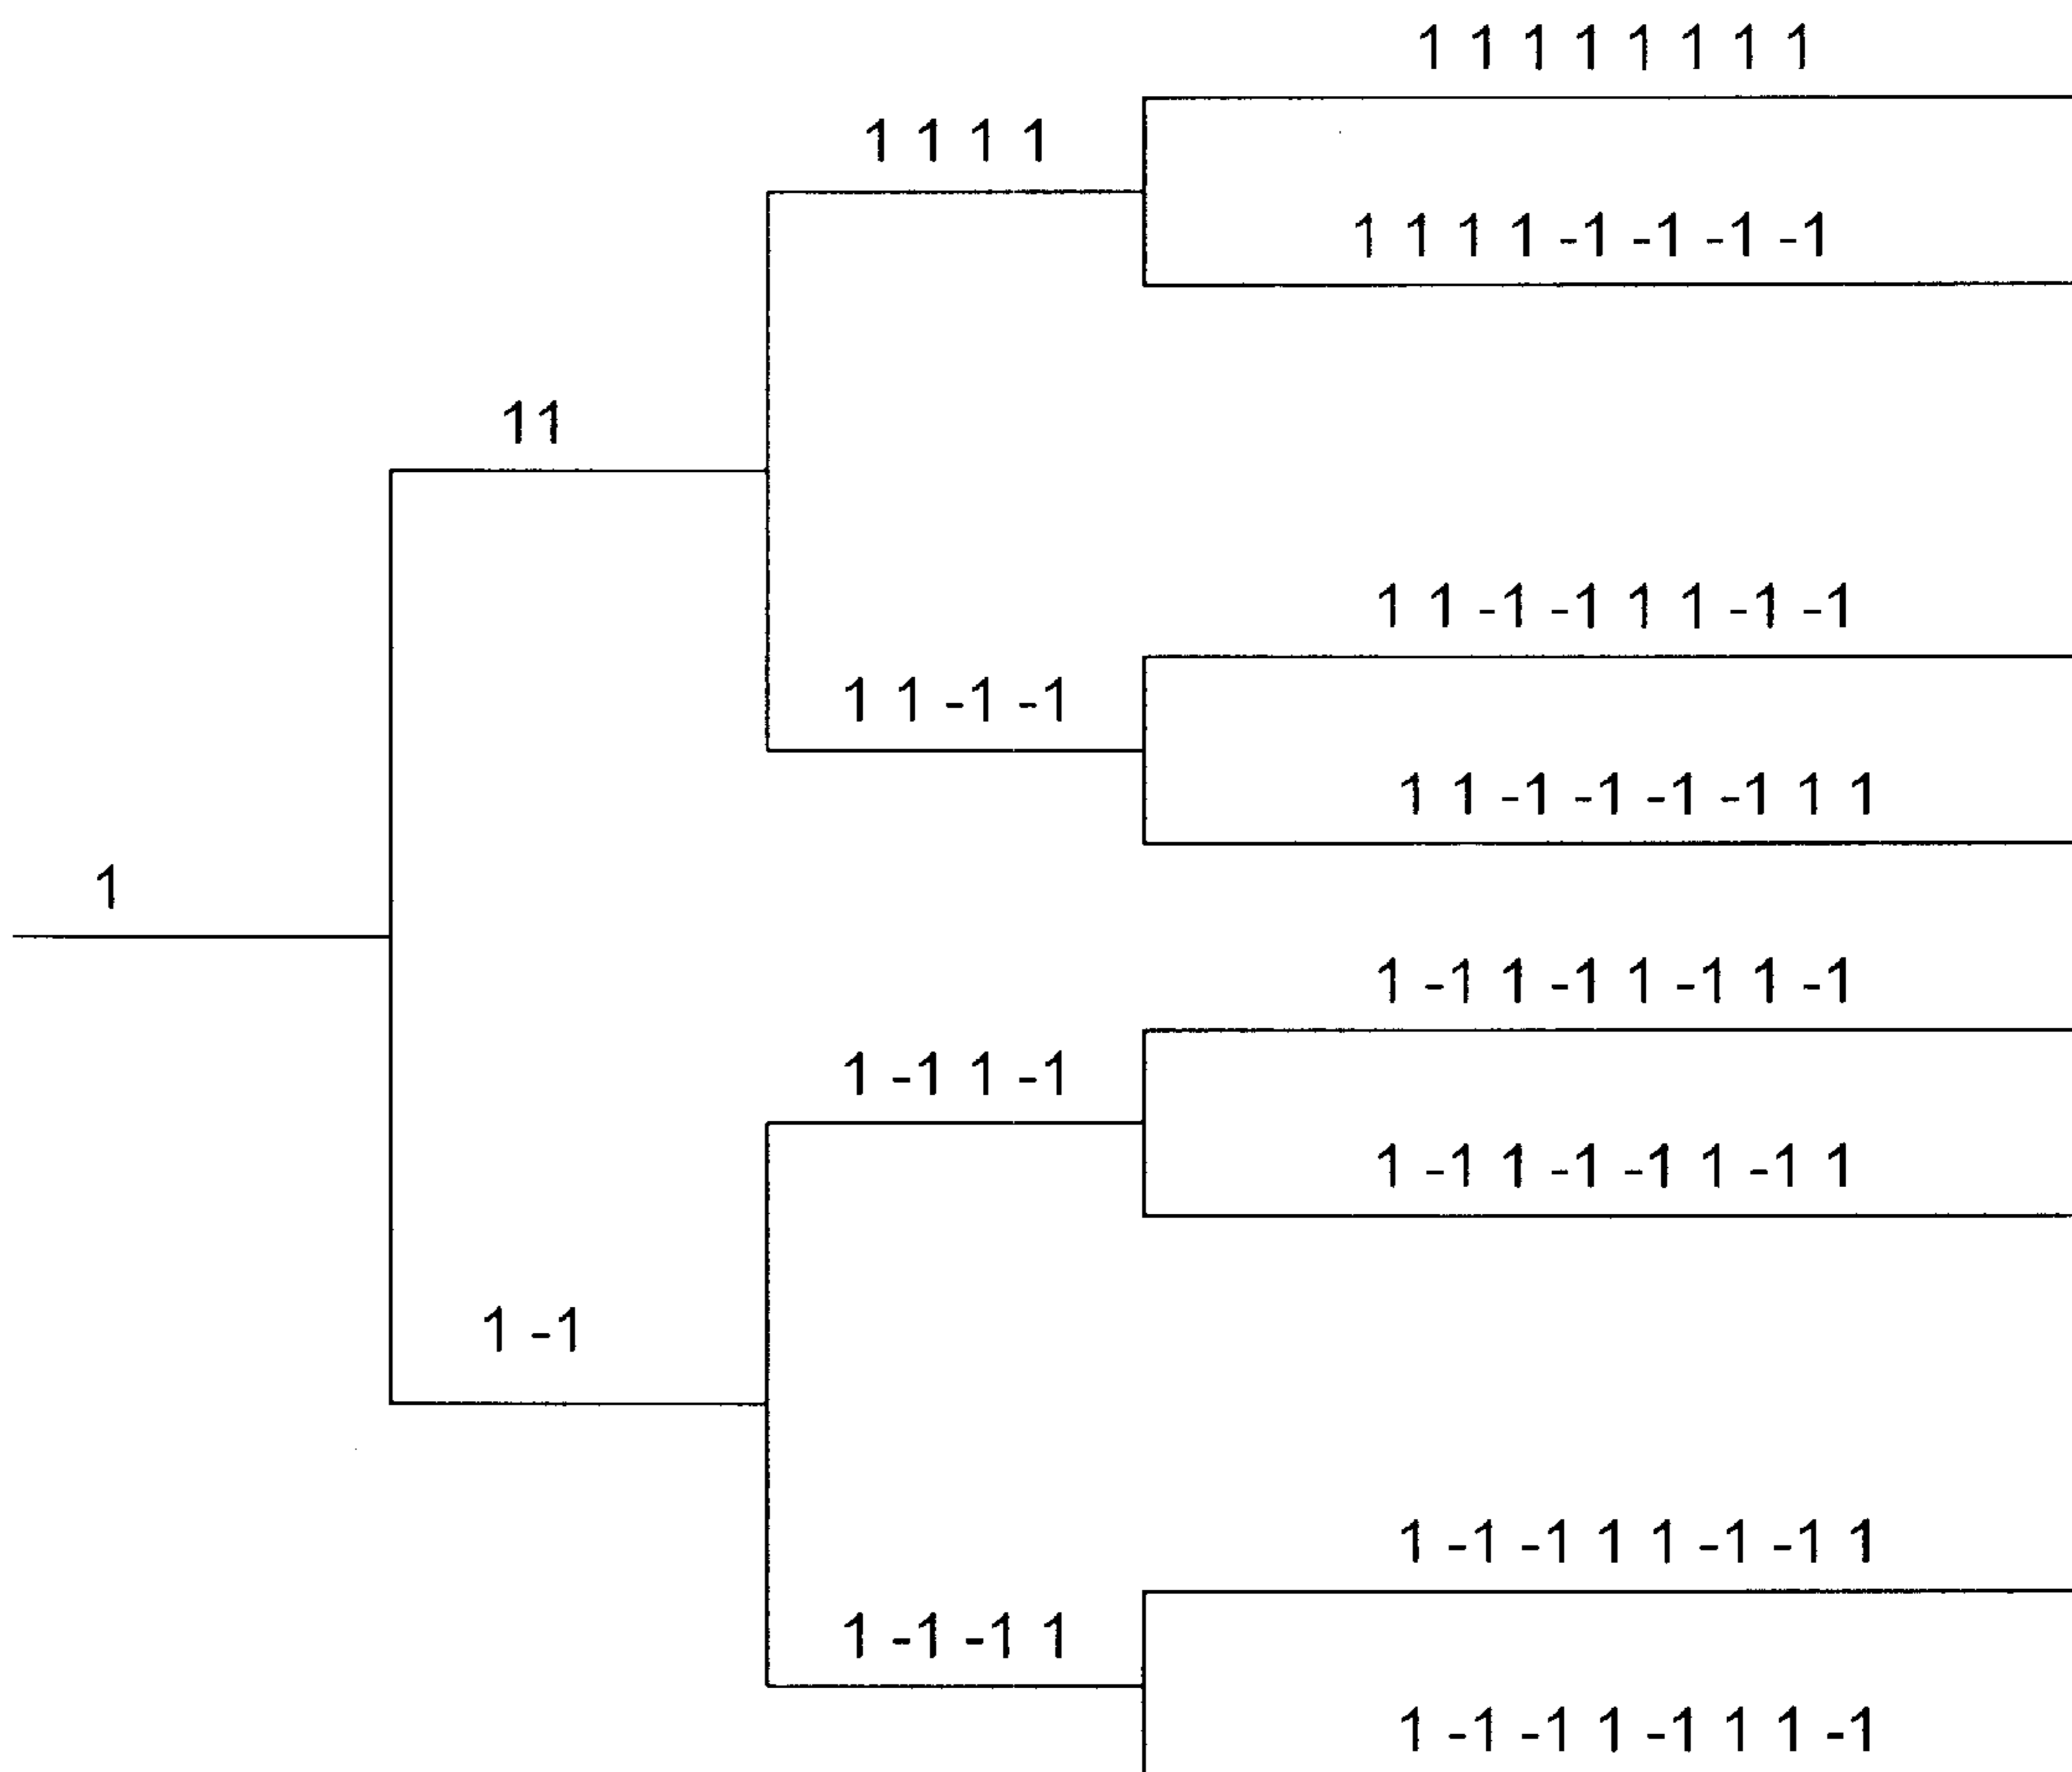 1 1 1 1 1 1 1 1
1 1 1 1
1 1 1 1 -1 -1 -1 -1
1 1
1 1 -1 -1 1 1 -1 -1
1 1 -1 -1
1 1 -1 -1 -1 -1 1 1
1
1 -1 1 -1 1 -1 1 -1
1 -1 1 -1
1 -1 1 -1 -1 1 -1 1
1 -1
1 -1 -1 1 1 -1 -1 1
1 -1 -1 1
1 -1 -1 1 -1 1 1 -1